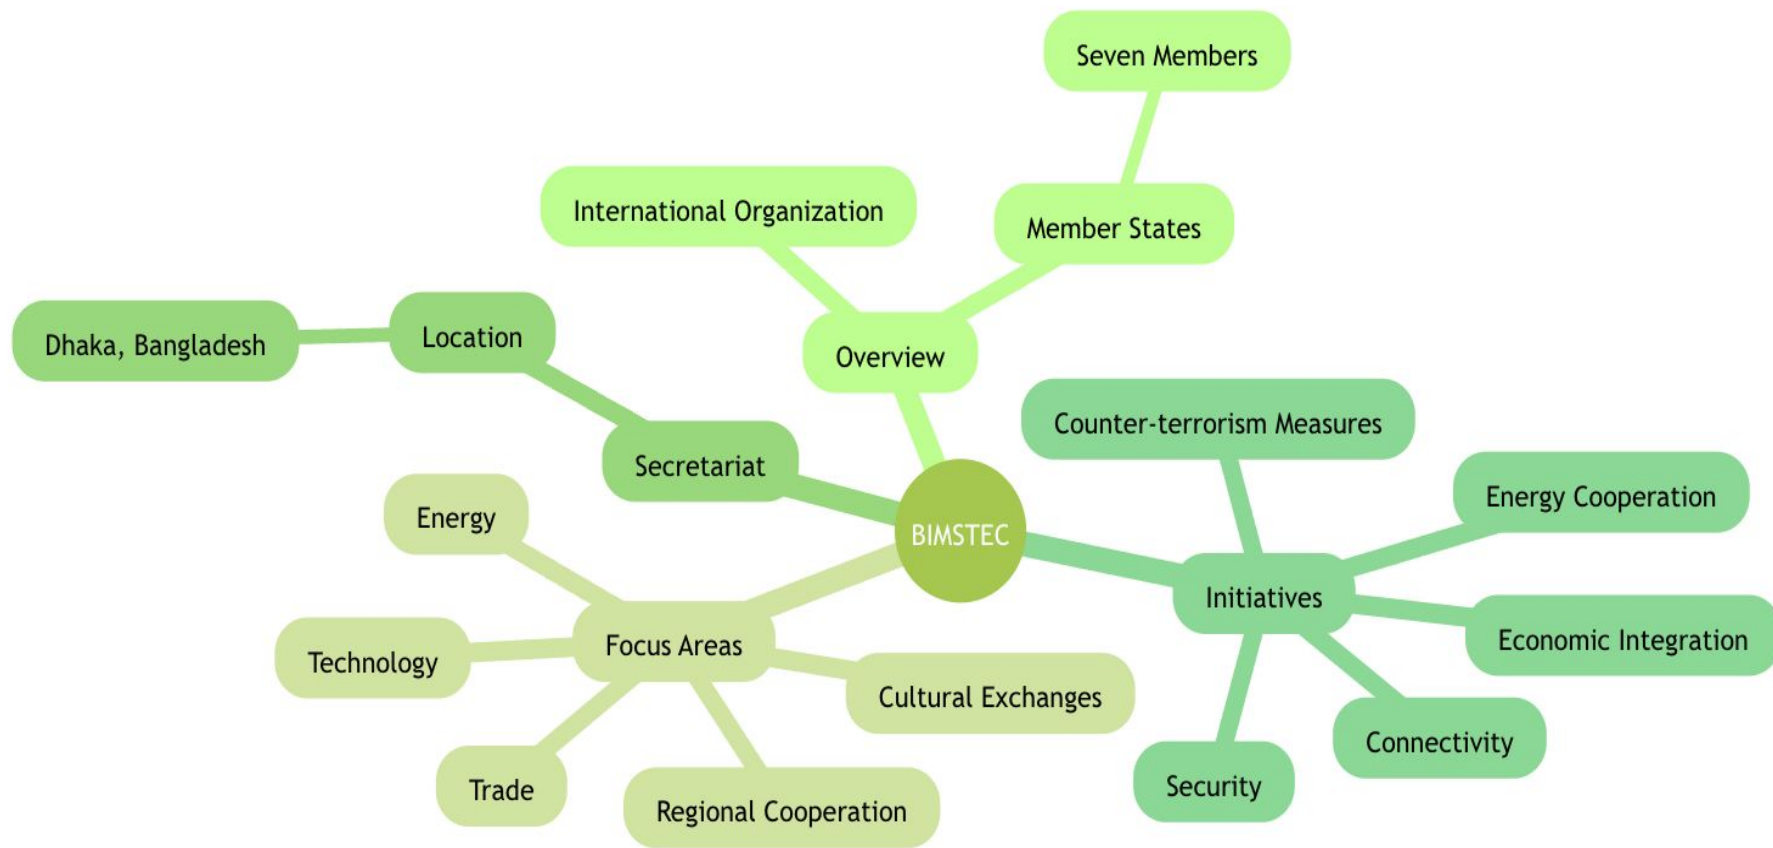 Seven Members
International Organization
Member States
Dhaka, Bangladesh
Location
Overview
Counter-terrorism Measures
Secretariat
Energy Cooperation
Energy
BIMSTEC
Initiatives
Focus Areas
Economic Integration
Technology
Cultural Exchanges
Connectivity
Security
Trade
Regional Cooperation